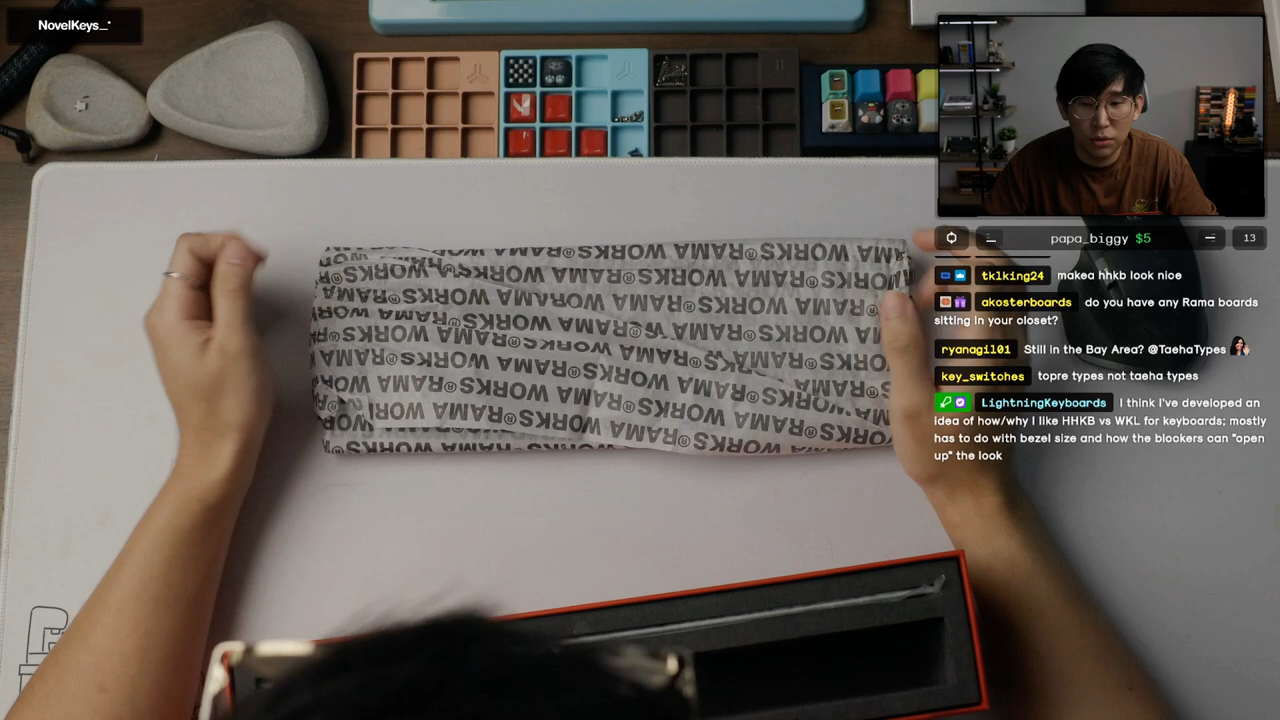 NovelKeys_*
RAMA WORKS® RAMA WORKS® RAMA WORKS®
papa_biggy $5
13
tklking24 makea hhkb look nice
akosterboards do you have any Rama boards
sitting in your closet?
ryanagil01 Still in the Bay Area? @TaehaTypes
key_switches topre types not taeha types
LightningKeyboards I think I've developed an
idea of how/why I like HHKB vs WKL for keyboards; mostly
has to do with bezel size and how the blookers oan "open
up" the look